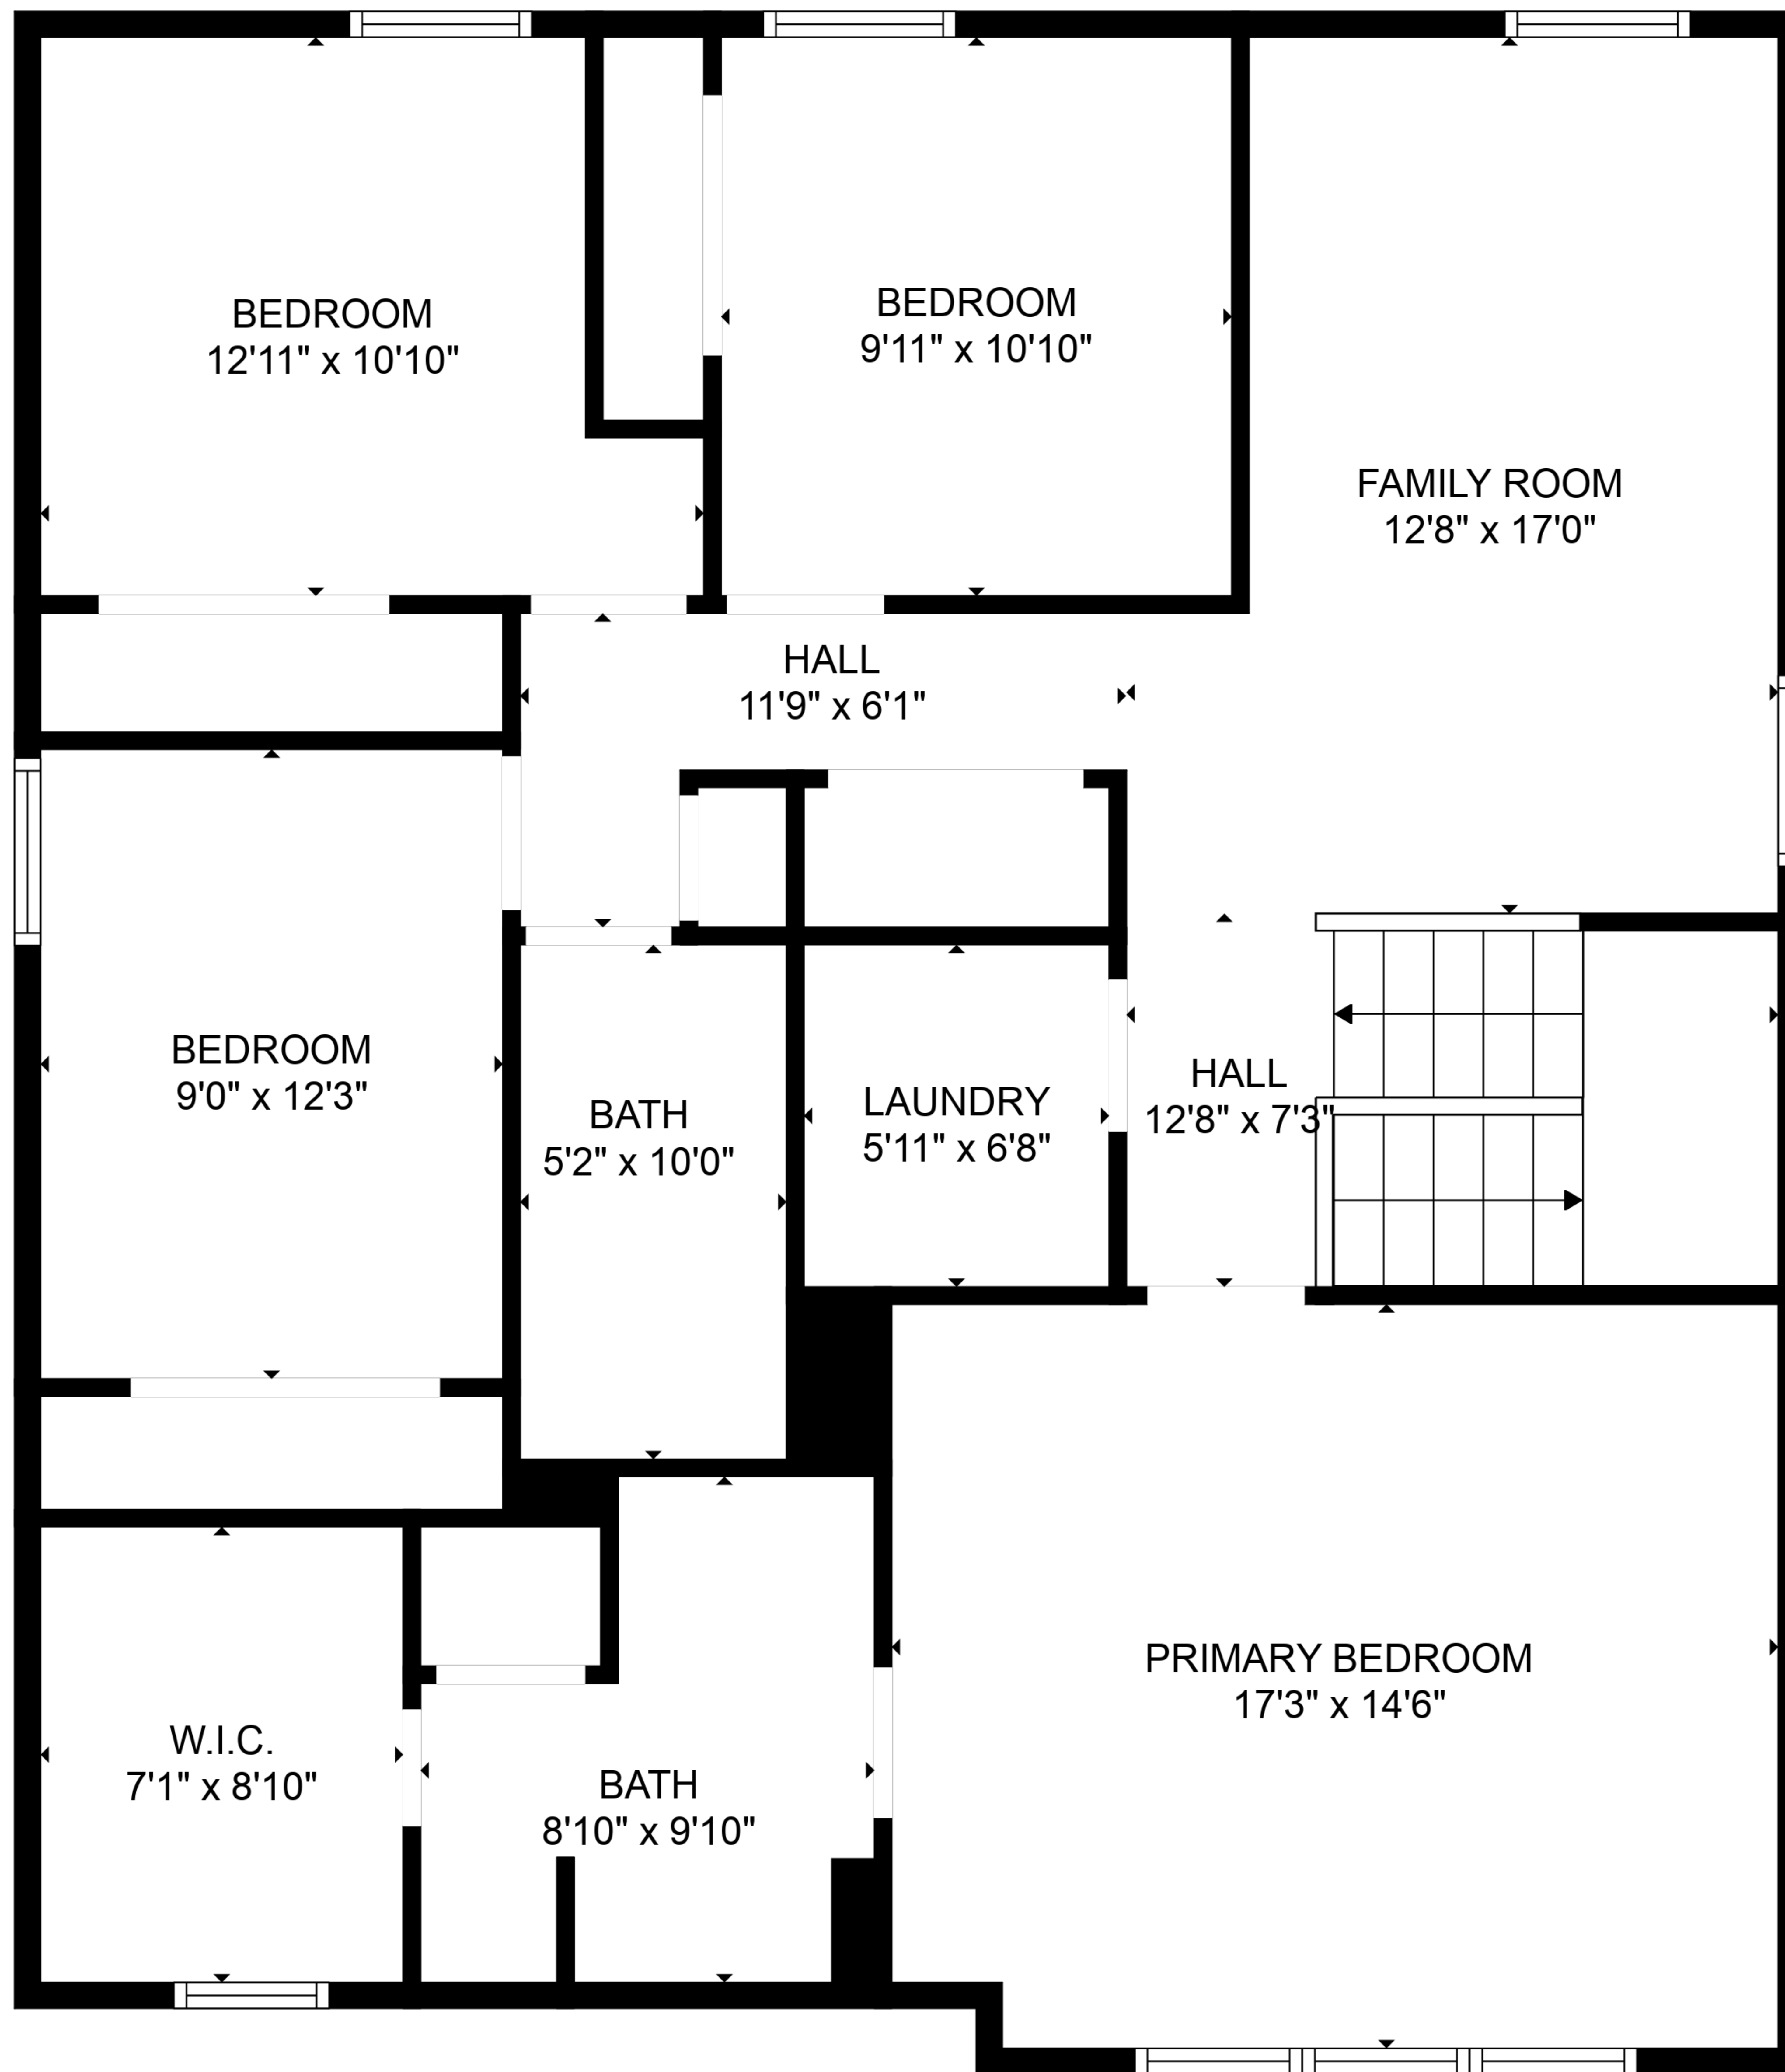 BEDROOM
12'11" x 10'10"
BEDROOM
9'11" x 10'10"
FAMILY ROOM
12'8" x 17'0"
HALL
11'9" x 6'1"
BEDROOM
9'0" x 12'3"
BATH
5'2" x 10'0"
LAUNDRY
5'11" x 6'8"
HALL
12'8" x 7'3"
PRIMARY BEDROOM
17'3" x 14'6"
W.I.C.
7'1" x 8'10"
BATH
8'10" x 9'10"